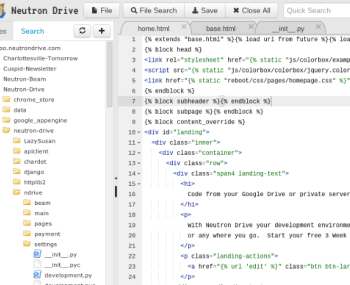 Neutron Drive
File
File Search
Save
Close All
Quick Search
Sites
Search
oo.neutrondrive.com
Charlottesville-Tomorrow
Cuspid-Newsletter
Neutron-Beam
Neutron-Drive
chrome_store
data
google_appengine
neutron-drive
LazySusan
apiclient
chardet
django
httplib2
ndrive
beam
main
pages
payment
settings
__init__.py
__init__.pyc
development.py
home.html
base.html
__init__.py
1 {% extends "base.html" %}{% load url from future %}{% loa
2 {% block head %}
3 <link rel="stylesheet" href="{% static "js/colorbox/examp
4 <script src="{% static "js/colorbox/colorbox/jquery.color
5 <link href="{% static "reboot/css/pages/homepage.css" %}"
6 {% endblock %}
7 {% block subheader %}{% endblock %}
8 {% block subpage %}{% endblock %}
9 {% block content_override %}
10 <div id="landing">
11 <div class="inner">
12 <div class="container">
13 <div class="row">
14 <div class="span4 landing-text">
15 <h1>
16 Code from your Google Drive or private server
17 </h1>
18 <p>
19 With Neutron Drive your development environme
20 or any where you go. Start your free 3 Week
21 </p>
22 <p class="landing-actions">
23 <a href="{% url 'edit' %}" class="btn btn-lar
24 </p>